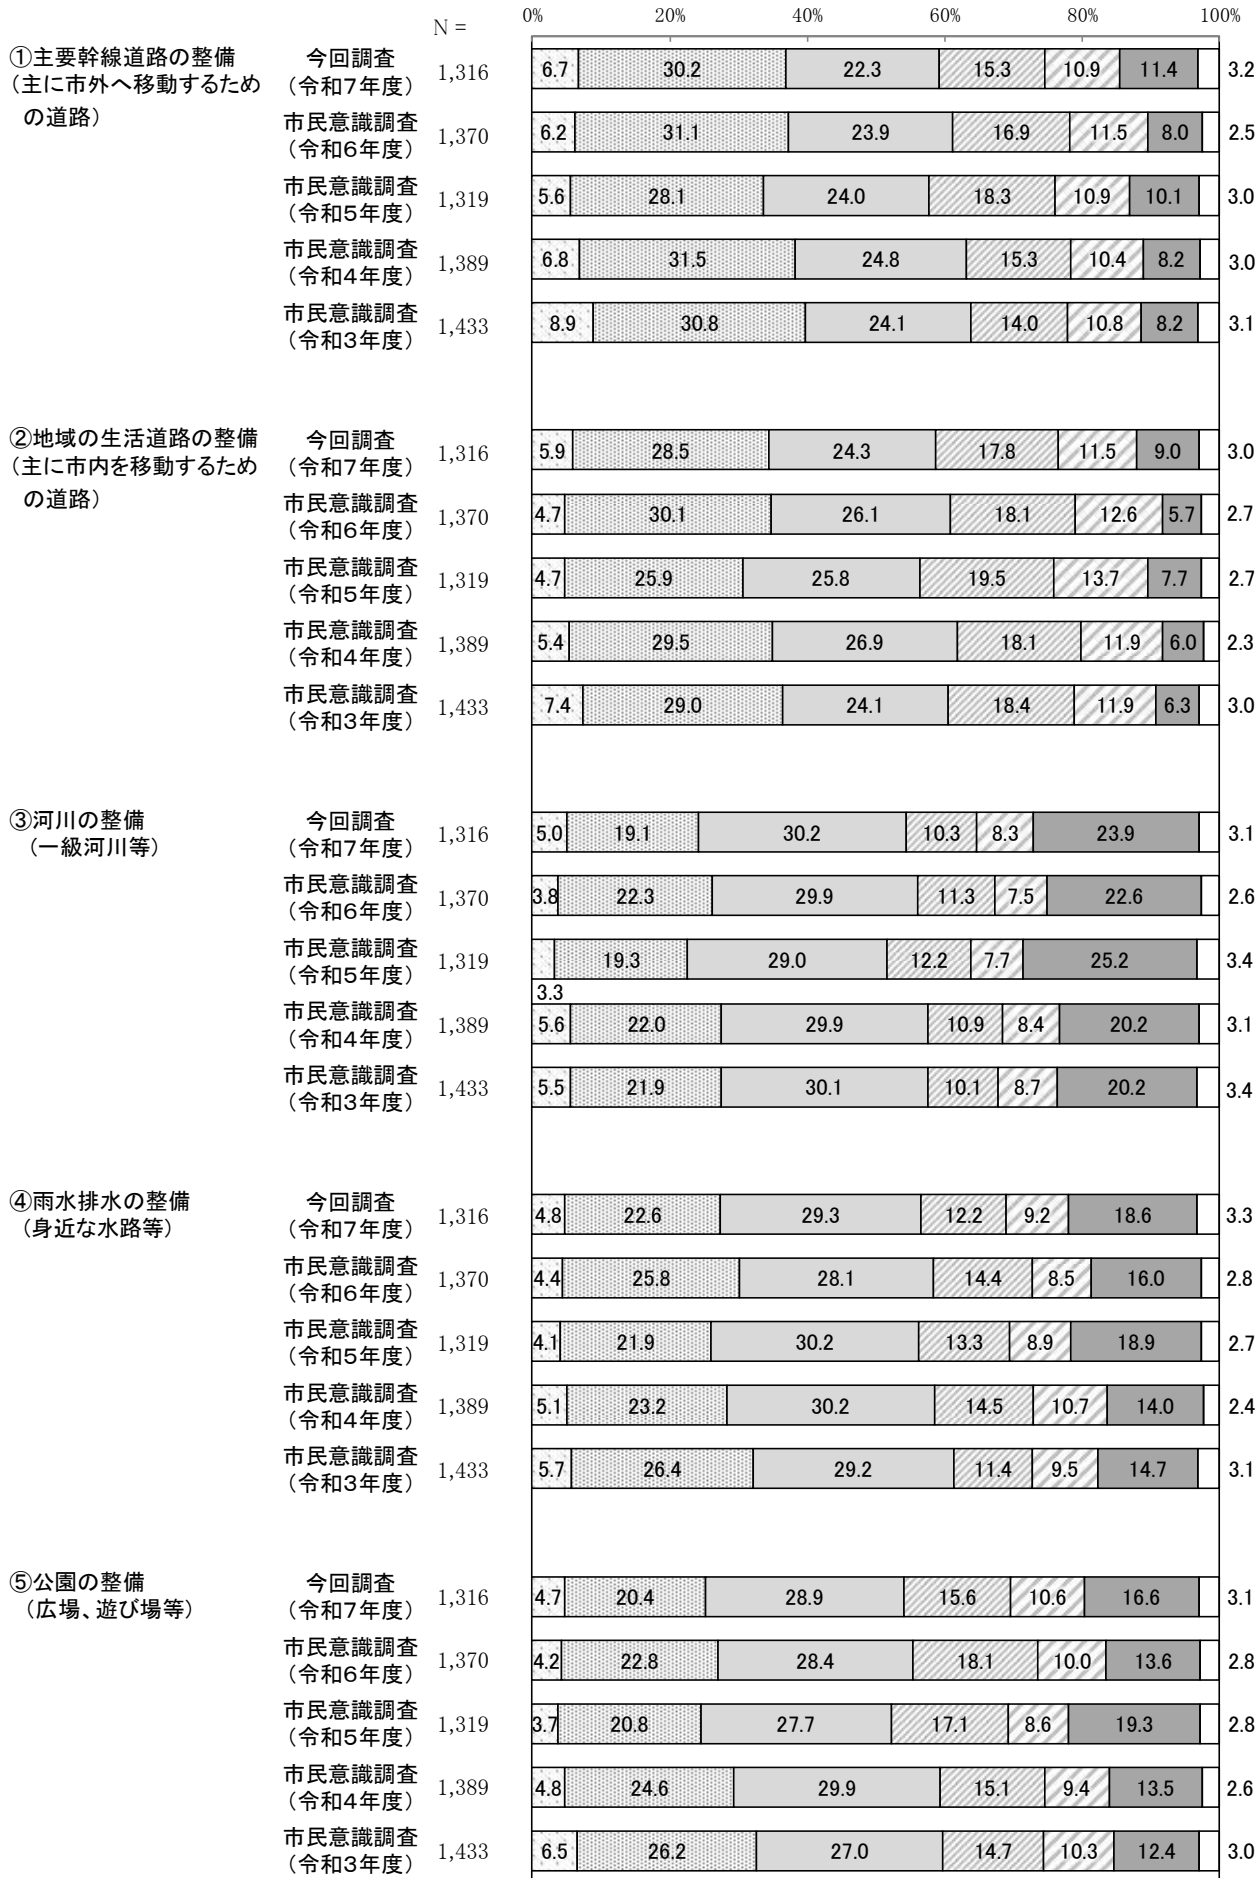 0% 20% 40% 60% 80% 100%
N =
①主要幹線道路の整備
(主に市外へ移動するため
の道路)
今回調査
(令和7年度) 1,316 6.7 30.2 22.3 15.3 10.9 11.4 3.2
市民意識調査
(令和6年度) 1,370 6.2 31.1 23.9 16.9 11.5 8.0 2.5
市民意識調査
(令和5年度) 1,319 5.6 28.1 24.0 18.3 10.9 10.1 3.0
市民意識調査
(令和4年度) 1,389 6.8 31.5 24.8 15.3 10.4 8.2 3.0
市民意識調査
(令和3年度) 1,433 8.9 30.8 24.1 14.0 10.8 8.2 3.1
②地域の生活道路の整備
(主に市内を移動するため
の道路)
今回調査
(令和7年度) 1,316 5.9 28.5 24.3 17.8 11.5 9.0 3.0
市民意識調査
(令和6年度) 1,370 4.7 30.1 26.1 18.1 12.6 5.7 2.7
市民意識調査
(令和5年度) 1,319 4.7 25.9 25.8 19.5 13.7 7.7 2.7
市民意識調査
(令和4年度) 1,389 5.4 29.5 26.9 18.1 11.9 6.0 2.3
市民意識調査
(令和3年度) 1,433 7.4 29.0 24.1 18.4 11.9 6.3 3.0
③河川の整備
(一級河川等)
今回調査
(令和7年度) 1,316 5.0 19.1 30.2 10.3 8.3 23.9 3.1
市民意識調査
(令和6年度) 1,370 3.8 22.3 29.9 11.3 7.5 22.6 2.6
市民意識調査
(令和5年度) 1,319 3.3 19.3 29.0 12.2 7.7 25.2 3.4
市民意識調査
(令和4年度) 1,389 5.6 22.0 29.9 10.9 8.4 20.2 3.1
市民意識調査
(令和3年度) 1,433 5.5 21.9 30.1 10.1 8.7 20.2 3.4
④雨水排水の整備
(身近な水路等)
今回調査
(令和7年度) 1,316 4.8 22.6 29.3 12.2 9.2 18.6 3.3
市民意識調査
(令和6年度) 1,370 4.4 25.8 28.1 14.4 8.5 16.0 2.8
市民意識調査
(令和5年度) 1,319 4.1 21.9 30.2 13.3 8.9 18.9 2.7
市民意識調査
(令和4年度) 1,389 5.1 23.2 30.2 14.5 10.7 14.0 2.4
市民意識調査
(令和3年度) 1,433 5.7 26.4 29.2 11.4 9.5 14.7 3.1
⑤公園の整備
(広場、遊び場等)
今回調査
(令和7年度) 1,316 4.7 20.4 28.9 15.6 10.6 16.6 3.1
市民意識調査
(令和6年度) 1,370 4.2 22.8 28.4 18.1 10.0 13.6 2.8
市民意識調査
(令和5年度) 1,319 3.7 20.8 27.7 17.1 8.6 19.3 2.8
市民意識調査
(令和4年度) 1,389 4.8 24.6 29.9 15.1 9.4 13.5 2.6
市民意識調査
(令和3年度) 1,433 6.5 26.2 27.0 14.7 10.3 12.4 3.0